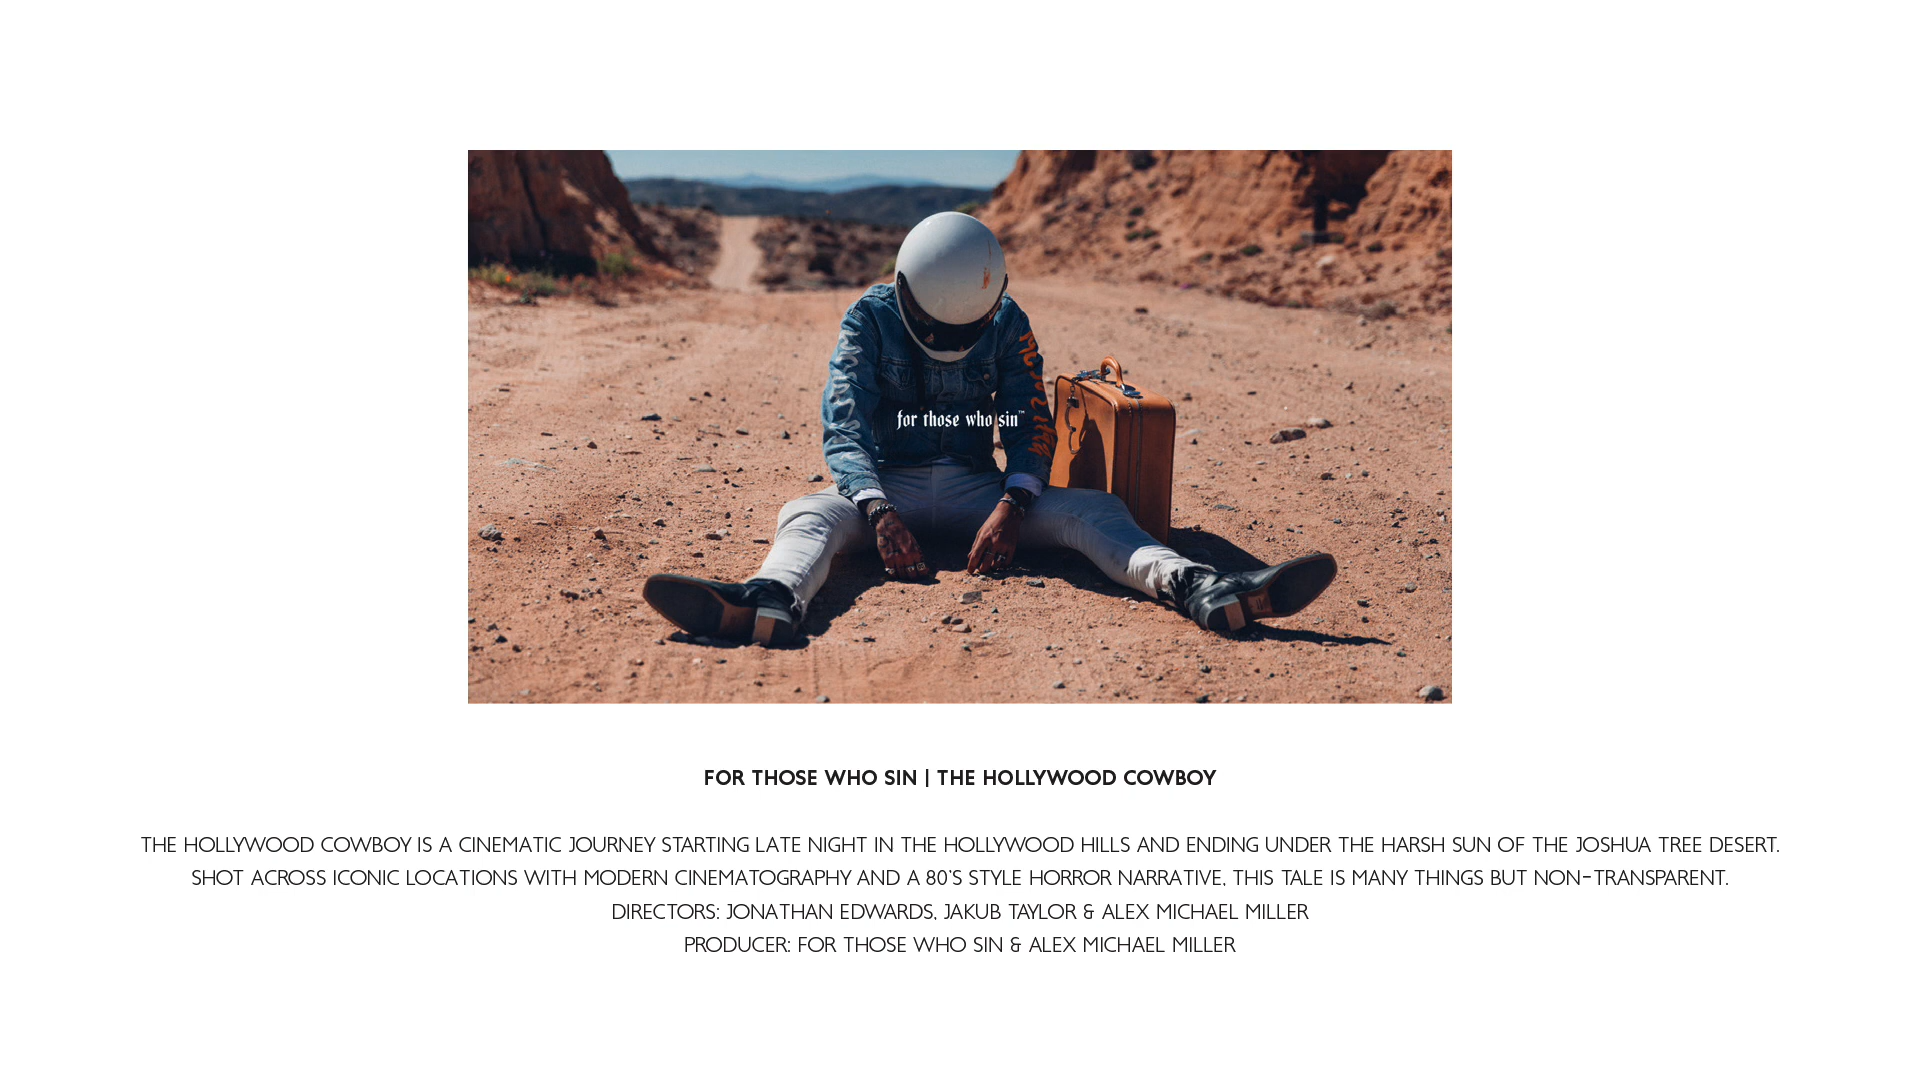 for those who sin™
FOR THOSE WHO SIN | THE HOLLYWOOD COWBOY
THE HOLLYWOOD COWBOY IS A CINEMATIC JOURNEY STARTING LATE NIGHT IN THE HOLLYWOOD HILLS AND ENDING UNDER THE HARSH SUN OF THE JOSHUA TREE DESERT.
SHOT ACROSS ICONIC LOCATIONS WITH MODERN CINEMATOGRAPHY AND A 80'S STYLE HORROR NARRATIVE, THIS TALE IS MANY THINGS BUT NON-TRANSPARENT.
DIRECTORS: JONATHAN EDWARDS, JAKUB TAYLOR & ALEX MICHAEL MILLER
PRODUCER: FOR THOSE WHO SIN & ALEX MICHAEL MILLER